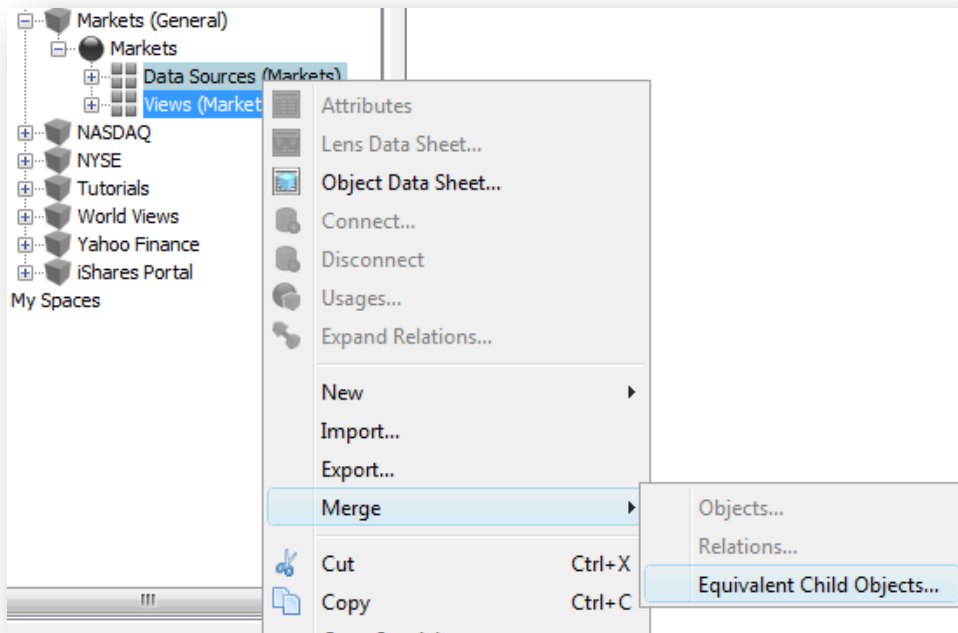 Markets (General)
Markets
Data Sources (Markets)
Views (Market
NASDAQ
NYSE
Tutorials
World Views
Yahoo Finance
iShares Portal
My Spaces
Attributes
Lens Data Sheet...
Object Data Sheet...
Connect...
Disconnect
Usages...
Expand Relations...
New
Import...
Export...
Merge
Cut Ctrl+X
Copy Ctrl+C
Objects...
Relations...
Equivalent Child Objects...